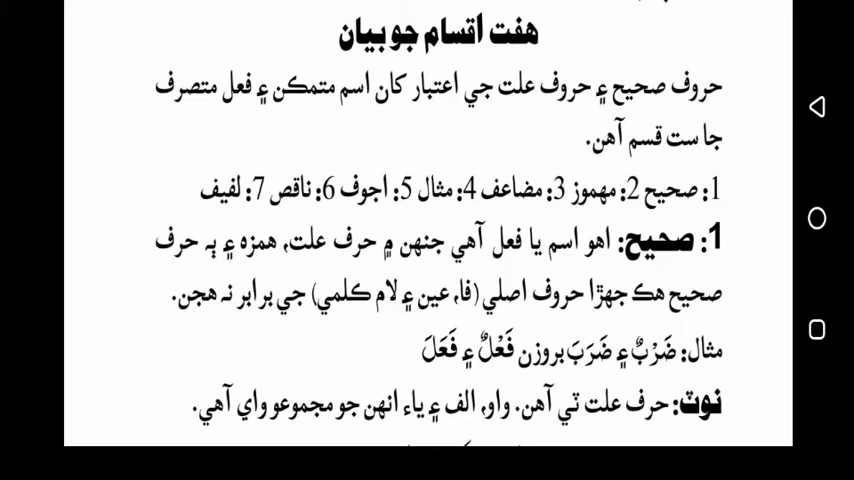 هفت اقسام جو بيان
حروف صحيح ۽ حروف علت جي اعتبار کان اسم متمڪن ۽ فعل متصرف
جا ست قسم آهن.
1: صحيح 2: مهموز 3: مضاعف 4: مثال 5: اجوف 6: ناقص 7: لفيف
1: صحيح: اهو اسم يا فعل آهي جنهن ۾ حرف علت، همزه ۽ ٻه حرف
صحيح هڪ جهڙا حروف اصلي (فا، عين ۽ لام ڪلمي) جي برابر نه هجن.
مثال: ضَرْبٌ ۽ ضَرَبَ بروزن فَعْلٌ ۽ فَعَلَ
نوٽ: حرف علت ٽي آهن. واو، الف ۽ ياء انهن جو مجموعو واي آهي.